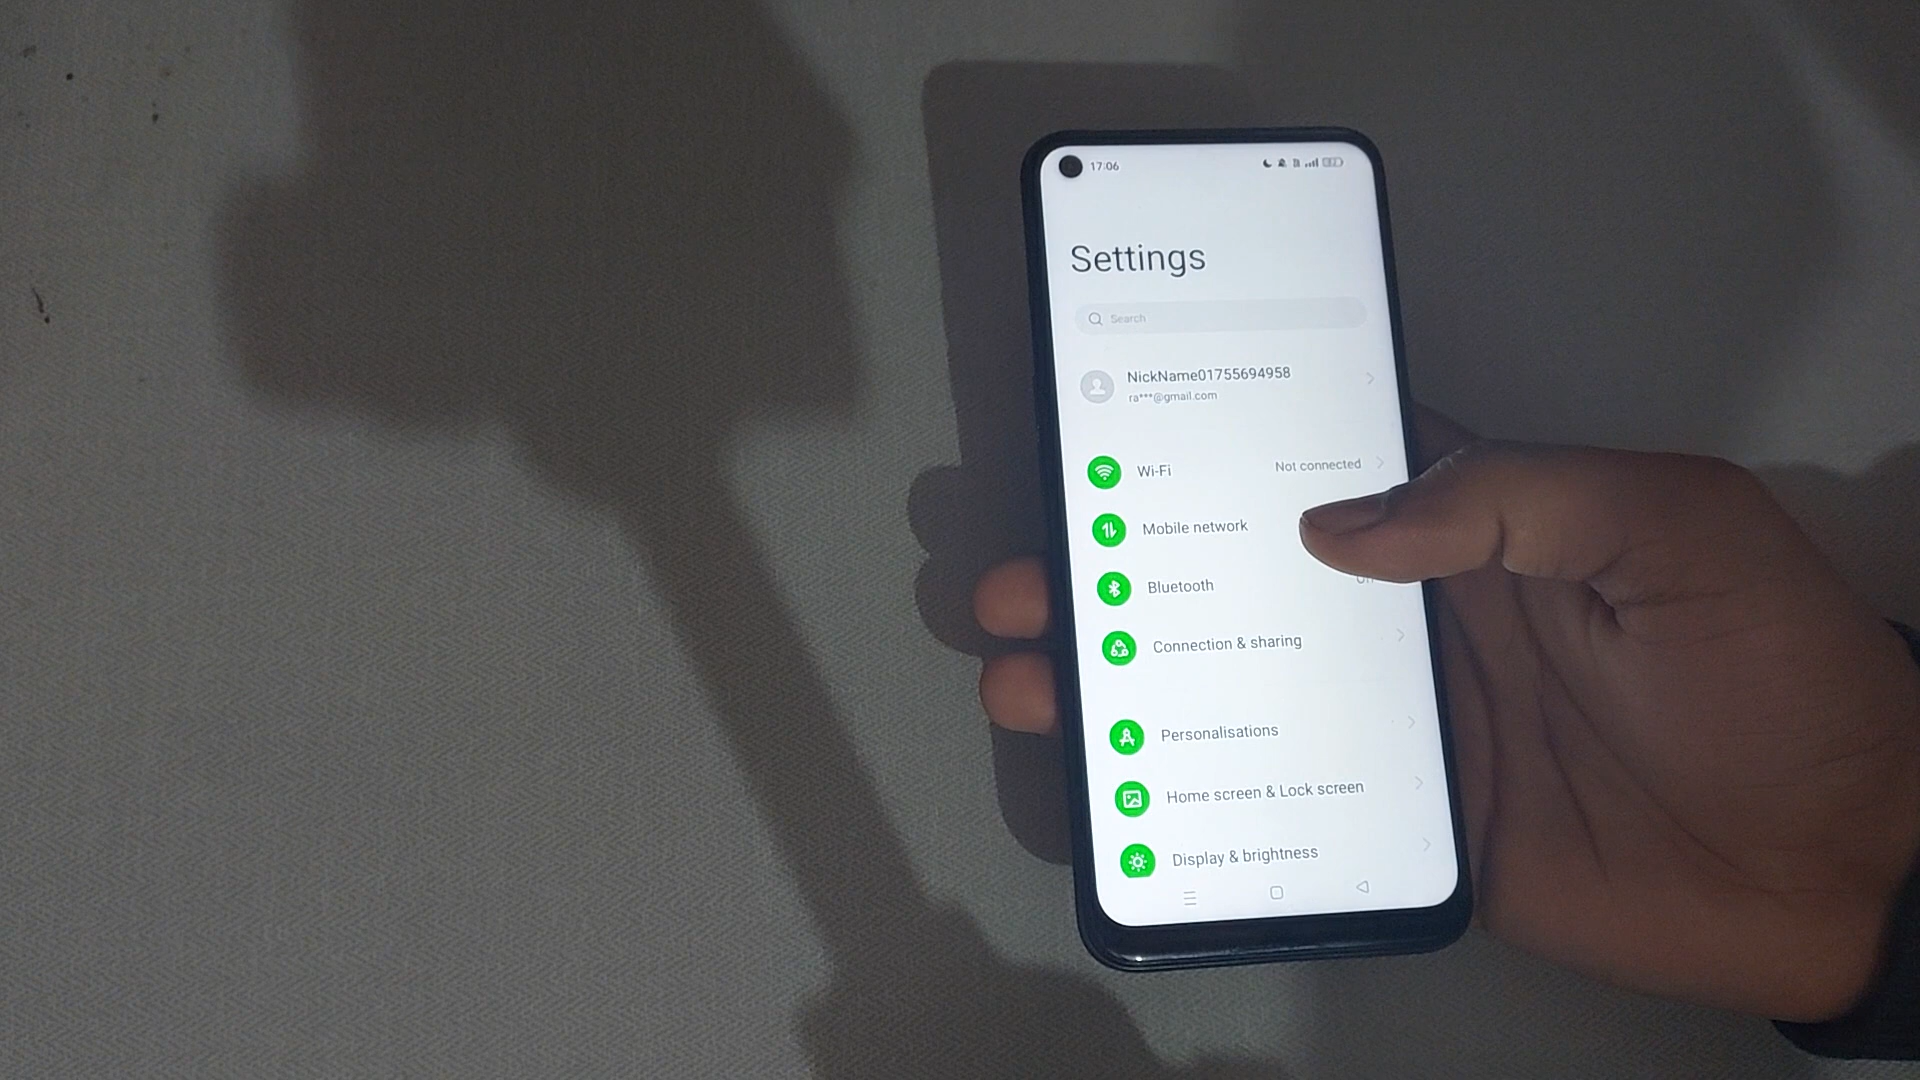 17:06
Settings
Search
NickName01755694958
ra***@gmail.com
Wi-Fi Not connected
Mobile network
Bluetooth
Connection & sharing
Personalisations
Home screen & Lock screen
Display & brightness